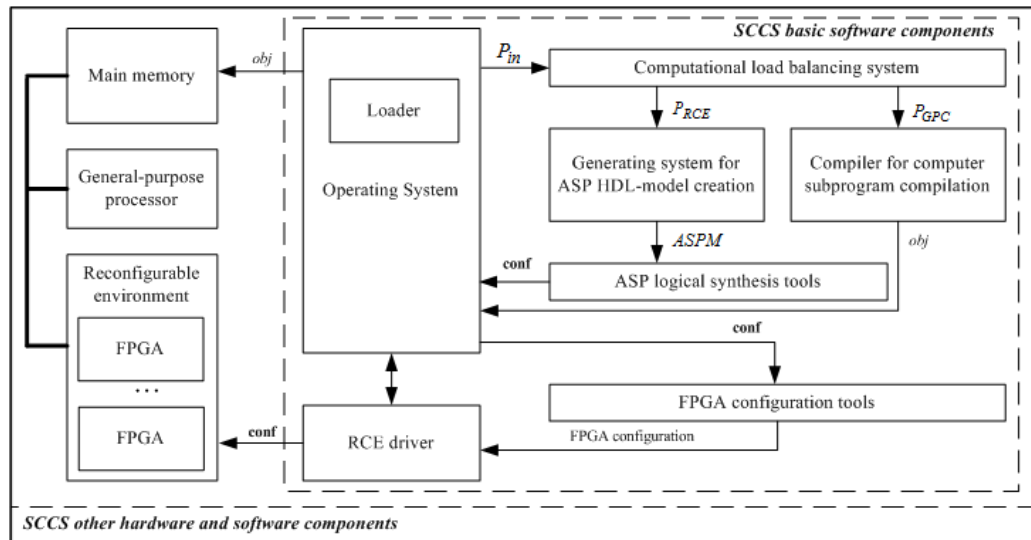 SCCS basic software components
Main memory
obj
P_in
Computational load balancing system
Loader
P_RCE
P_GPC
General-purpose
processor
Operating System
Generating system for
ASP HDL-model creation
Compiler for computer
subprogram compilation
ASPM
obj
Reconfigurable
environment
conf
ASP logical synthesis tools
FPGA
conf
...
FPGA
conf
RCE driver
FPGA configuration tools
FPGA configuration
SCCS other hardware and software components